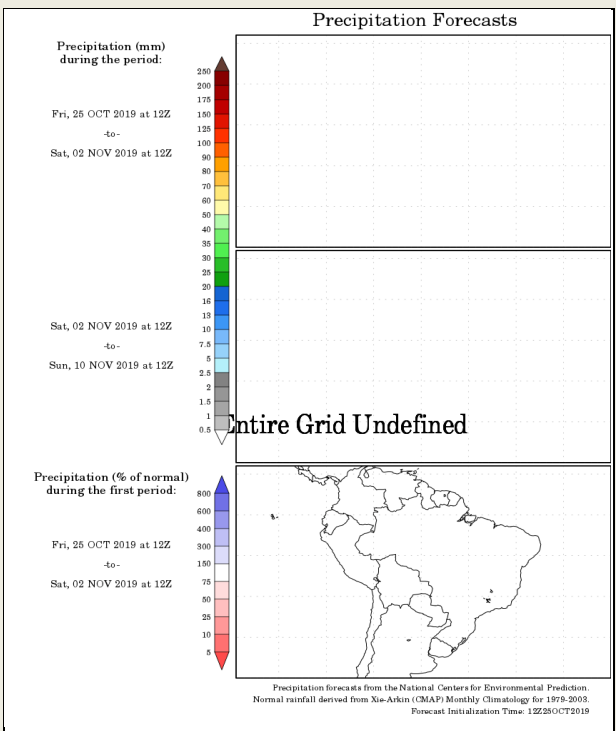 Precipitation Forecasts
Precipitation (mm)
during the period:
Fri, 25 OCT 2019 at 12Z
-to-
Sat, 02 NOV 2019 at 12Z
250
200
175
150
125
100
90
80
70
60
50
40
35
30
25
20
16
13
10
7.5
5
2.5
2
1.5
1
0.5
Sat, 02 NOV 2019 at 12Z
-to-
Sun, 10 NOV 2019 at 12Z
Entire Grid Undefined
Precipitation (% of normal)
during the first period:
Fri, 25 OCT 2019 at 12Z
-to-
Sat, 02 NOV 2019 at 12Z
800
600
400
300
150
75
50
25
10
5
Precipitation forecasts from the National Centers for Environmental Prediction.
Normal rainfall derived from Xie-Arkin (CMAP) Monthly Climatology for 1979-2003.
Forecast Initialization Time: 12Z25OCT2019